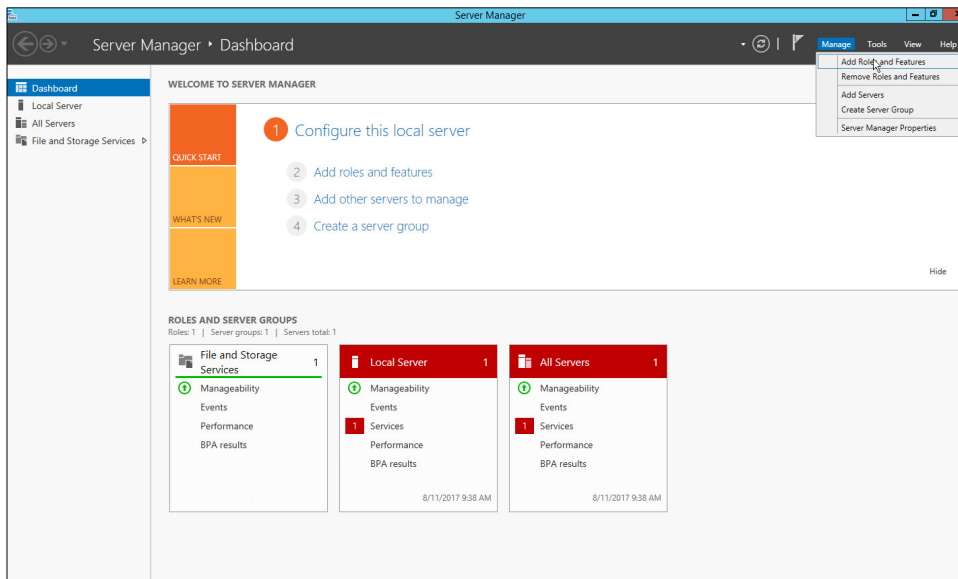 Server Manager
Server Manager • Dashboard
Manage Tools View Help
Add Roles and Features
Remove Roles and Features
Add Servers
Create Server Group
Server Manager Properties
Dashboard
Local Server
All Servers
File and Storage Services
WELCOME TO SERVER MANAGER
QUICK START
WHAT'S NEW
LEARN MORE
1 Configure this local server
2 Add roles and features
3 Add other servers to manage
4 Create a server group
Hide
ROLES AND SERVER GROUPS
Roles: 1 | Server groups: 1 | Servers total: 1
File and Storage
Services
1
Manageability
Events
Performance
BPA results
Local Server 1
Manageability
Events
1 Services
Performance
BPA results
8/11/2017 9:38 AM
All Servers 1
Manageability
Events
1 Services
Performance
BPA results
8/11/2017 9:38 AM